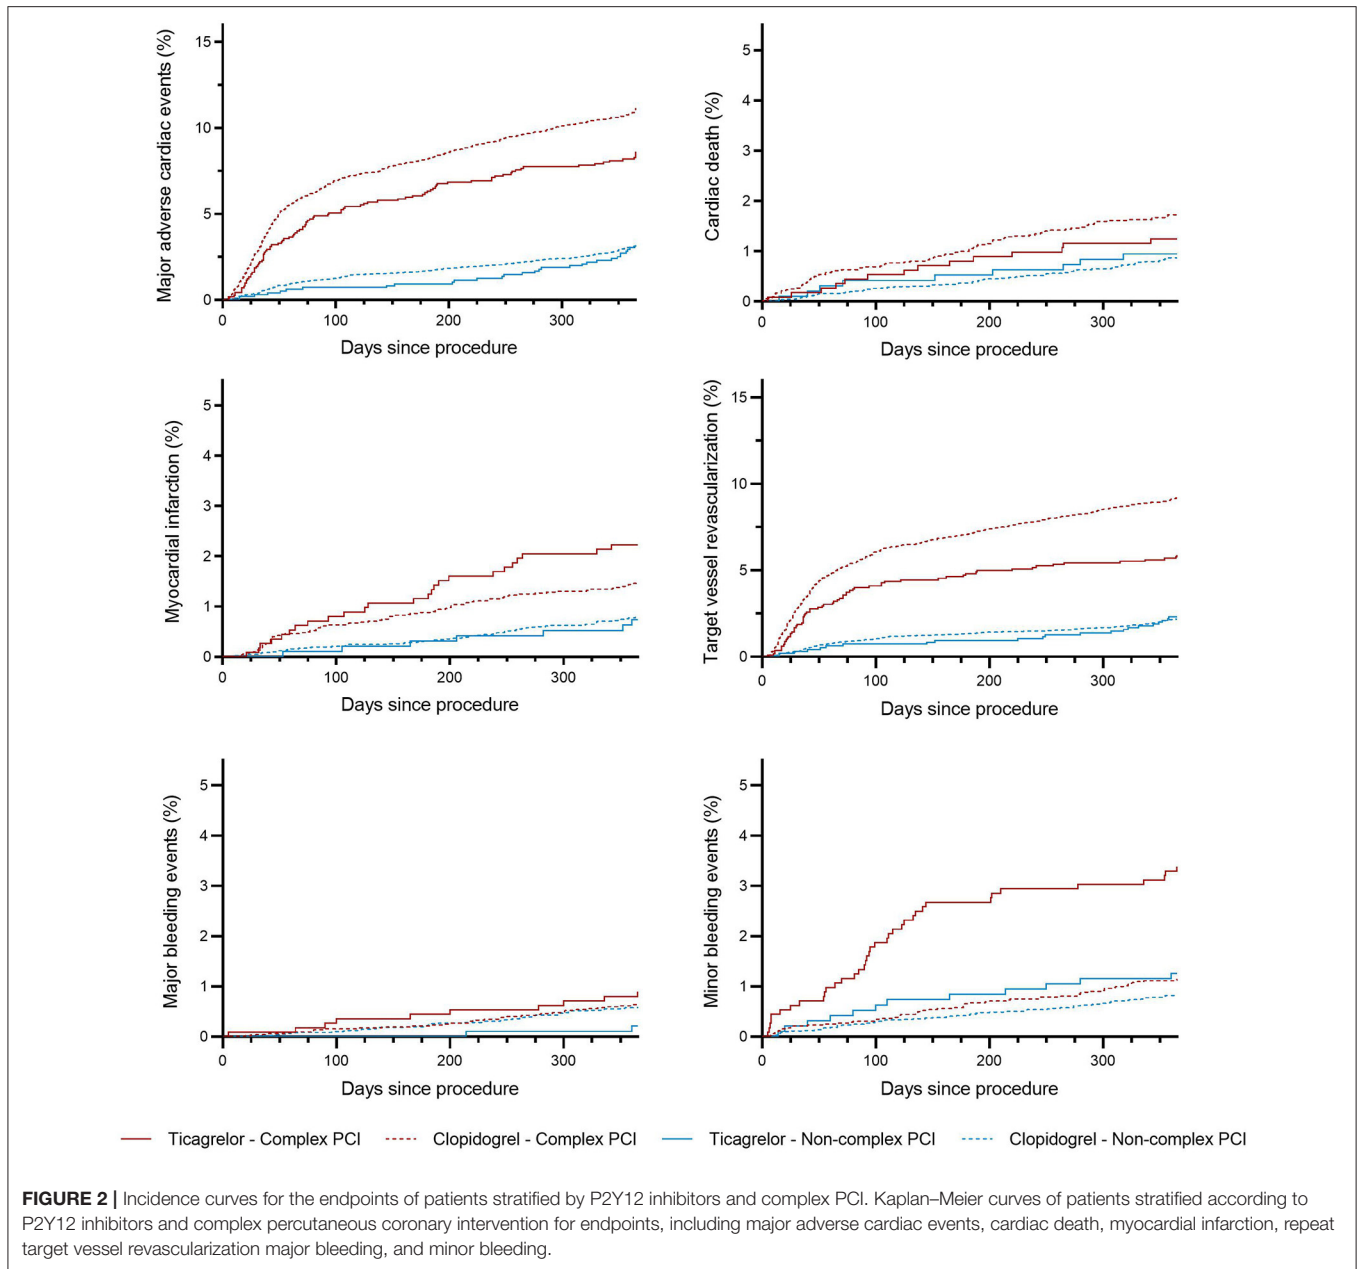 Major adverse cardiac events (%)
15
10
5
0
0 100 200 300
Days since procedure
Cardiac death (%)
5
4
3
2
1
0
0 100 200 300
Days since procedure
Myocardial infarction (%)
5
4
3
2
1
0
0 100 200 300
Days since procedure
Target vessel revascularization (%)
15
10
5
0
0 100 200 300
Days since procedure
Major bleeding events (%)
5
4
3
2
1
0
0 100 200 300
Days since procedure
Minor bleeding events (%)
5
4
3
2
1
0
0 100 200 300
Days since procedure
Ticagrelor - Complex PCI Clopidogrel - Complex PCI Ticagrelor - Non-complex PCI Clopidogrel - Non-complex PCI
FIGURE 2 | Incidence curves for the endpoints of patients stratified by P2Y12 inhibitors and complex PCI. Kaplan–Meier curves of patients stratified according to
P2Y12 inhibitors and complex percutaneous coronary intervention for endpoints, including major adverse cardiac events, cardiac death, myocardial infarction, repeat
target vessel revascularization major bleeding, and minor bleeding.